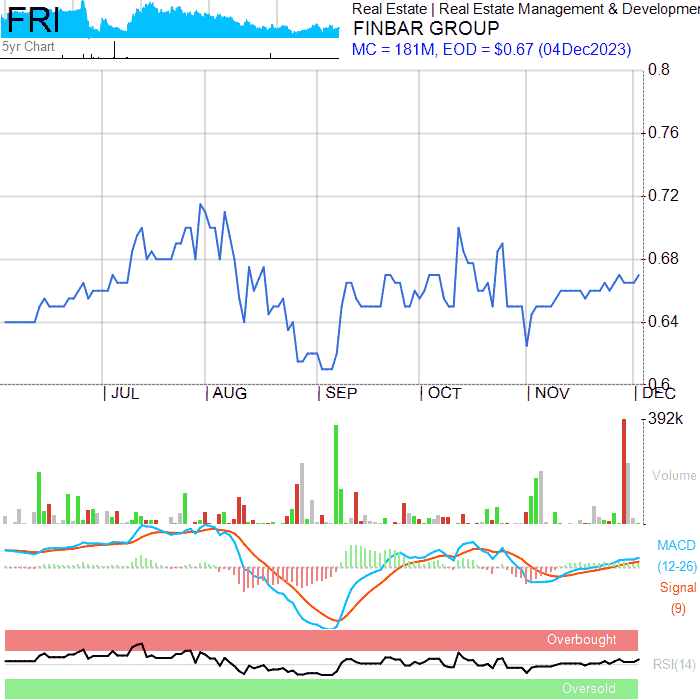 FRI
5yr Chart
Real Estate | Real Estate Management & Developmen
FINBAR GROUP
MC = 181M, EOD = $0.67 (04Dec2023)
0.8
0.76
0.72
0.68
0.64
0.6
JUL
AUG
SEP
OCT
NOV
DEC
392k
Volume
MACD
(12-26)
Signal
(9)
Overbought
RSI(14)
Oversold